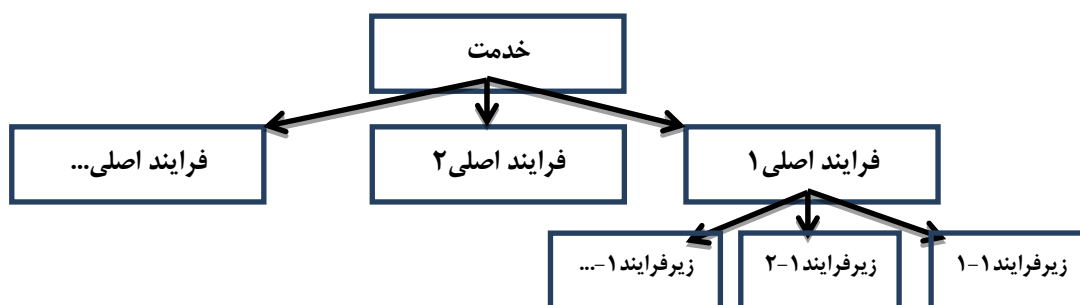 خدمت
فرایند اصلی۱
فرایند اصلی۲
فرایند اصلی...
زیرفرایند۱-۱
زیرفرایند۱-۲
زیرفرایند۱-...